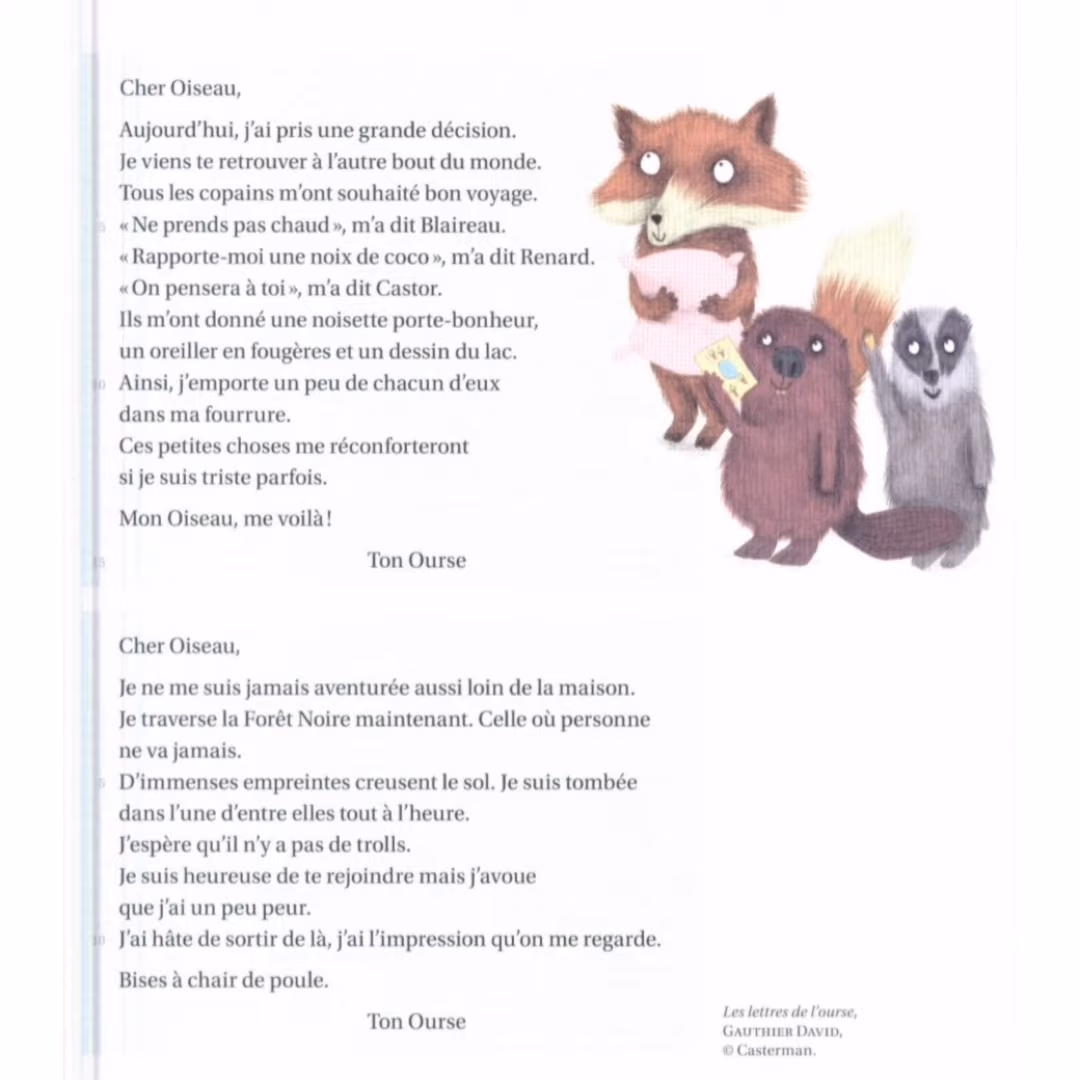 Cher Oiseau,
Aujourd'hui, j'ai pris une grande décision.
Je viens te retrouver à l'autre bout du monde.
Tous les copains m'ont souhaité bon voyage.
5 « Ne prends pas chaud », m'a dit Blaireau.
« Rapporte-moi une noix de coco », m'a dit Renard.
« On pensera à toi », m'a dit Castor.
Ils m'ont donné une noisette porte-bonheur,
un oreiller en fougères et un dessin du lac.
10 Ainsi, j'emporte un peu de chacun d'eux
dans ma fourrure.
Ces petites choses me réconforteront
si je suis triste parfois.
Mon Oiseau, me voilà !
15 Ton Ourse
Cher Oiseau,
Je ne me suis jamais aventurée aussi loin de la maison.
Je traverse la Forêt Noire maintenant. Celle où personne
ne va jamais.
5 D'immenses empreintes creusent le sol. Je suis tombée
dans l'une d'entre elles tout à l'heure.
J'espère qu'il n'y a pas de trolls.
Je suis heureuse de te rejoindre mais j'avoue
que j'ai un peu peur.
10 J'ai hâte de sortir de là, j'ai l'impression qu'on me regarde.
Bises à chair de poule.
Ton Ourse
Les lettres de l'ourse,
GAUTHIER DAVID,
© Casterman.